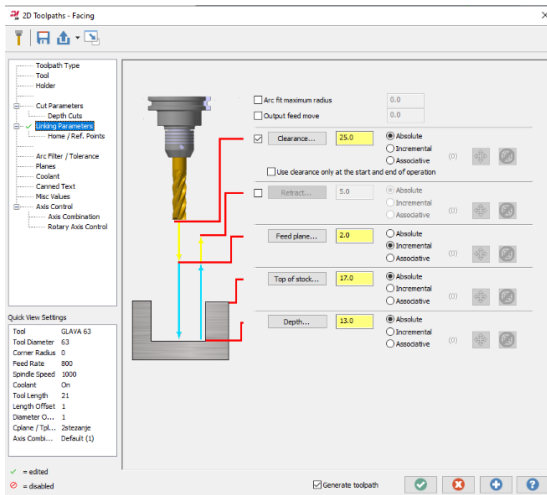 2D Toolpaths - Facing
Toolpath Type
Tool
Holder
Cut Parameters
Depth Cuts
Linking Parameters
Home / Ref. Points
Arc Filter / Tolerance
Planes
Coolant
Canned Text
Misc Values
Axis Control
Axis Combination
Rotary Axis Control
Quick View Settings
Tool GLAVA 63
Tool Diameter 63
Corner Radius 0
Feed Rate 800
Spindle Speed 1000
Coolant On
Tool Length 21
Length Offset 1
Diameter O... 1
Cplane / Tpl... 2stezanje
Axis Combi... Default (1)
= edited
= disabled
Arc fit maximum radius 0.0
Output feed move 0.0
Clearance... 25.0 Absolute
Incremental
Associative (0)
Use clearance only at the start and end of operation
Retract... 5.0 Absolute
Incremental
Associative (0)
Feed plane... 2.0 Absolute
Incremental
Associative (0)
Top of stock... 17.0 Absolute
Incremental
Associative (0)
Depth... 13.0 Absolute
Incremental
Associative (0)
Generate toolpath